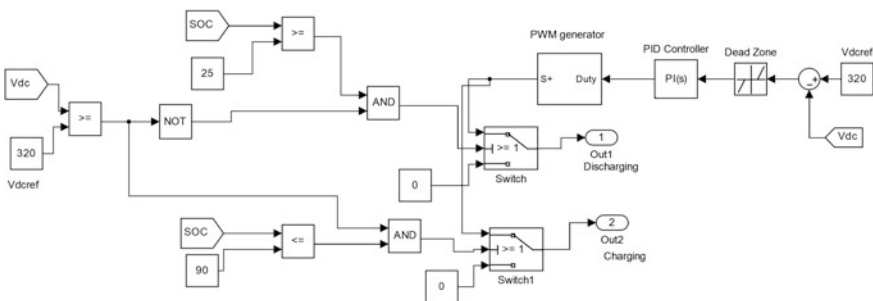 SOC
>=
25
Vdc
>=
320
Vdcref
NOT
AND
PWM generator
S+
Duty
PID Controller
PI(s)
Dead Zone
Vdcref
320
+
−
Vdc
>= 1
0
Switch
1
Out1
Discharging
SOC
<=
90
AND
>= 1
0
Switch1
2
Out2
Charging